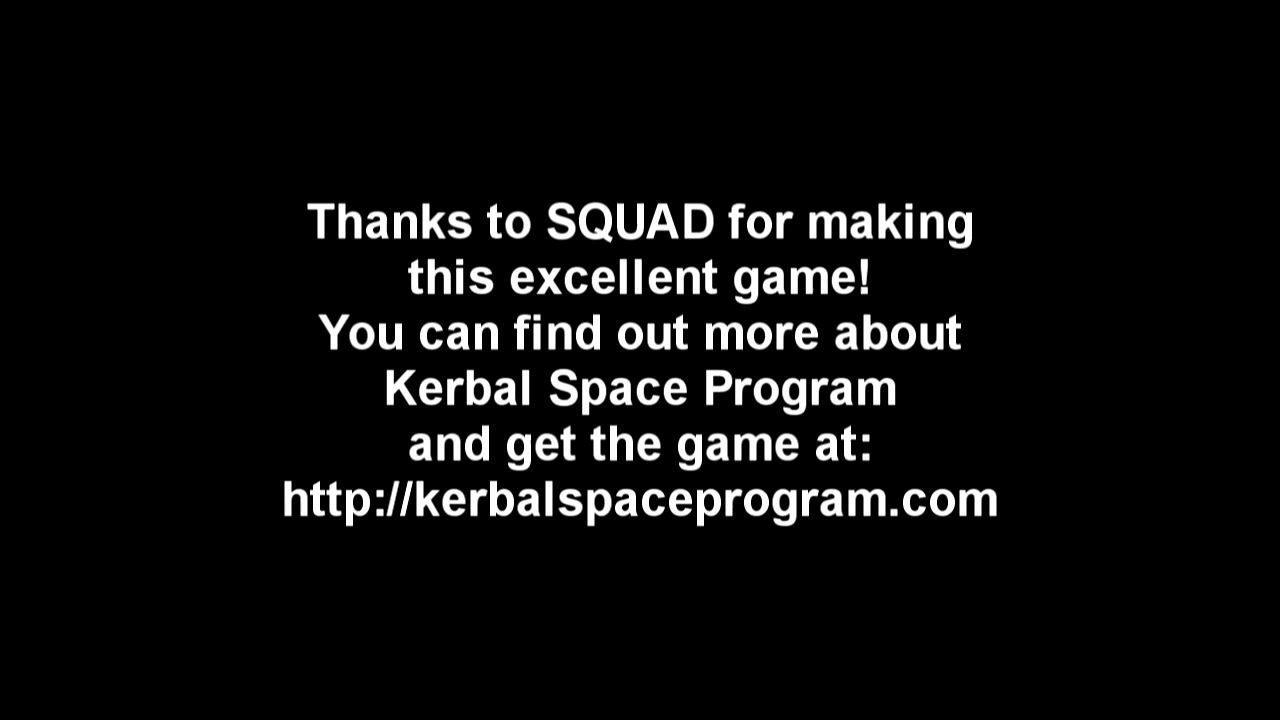 Thanks to SQUAD for making
this excellent game!
You can find out more about
Kerbal Space Program
and get the game at:
http://kerbalspaceprogram.com